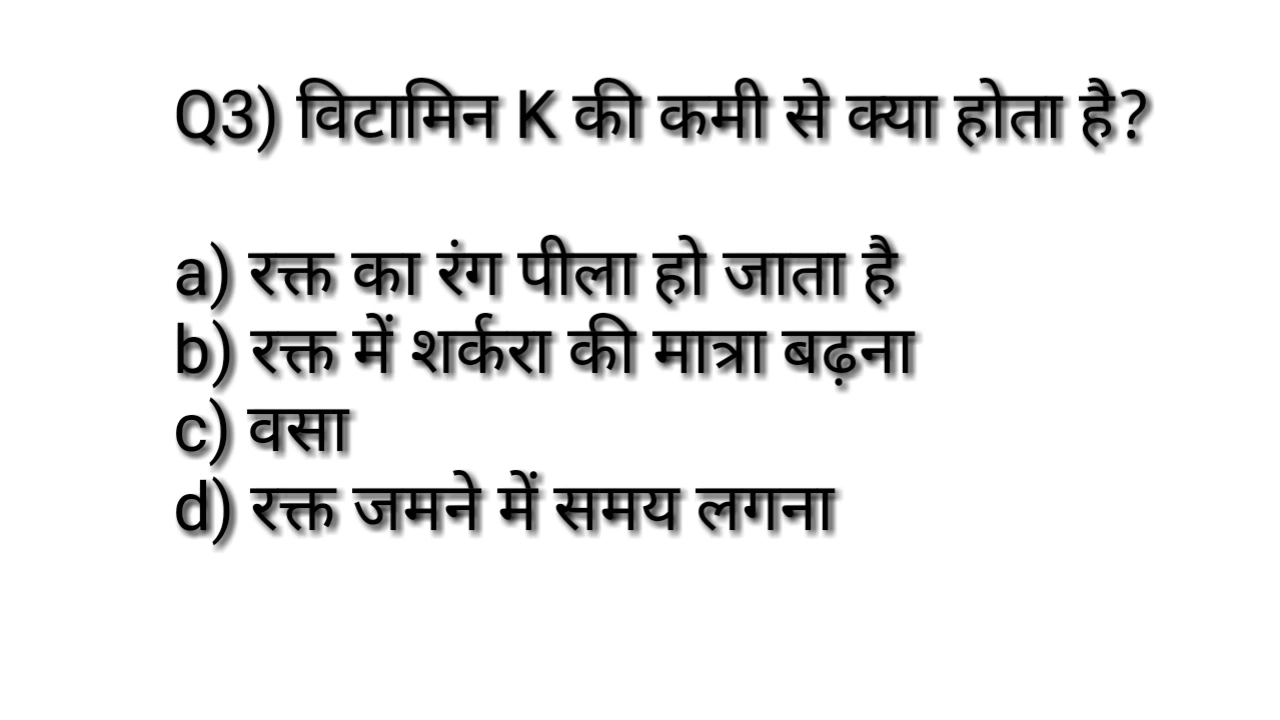 Q3) विटामिन K की कमी से क्या होता है?
a) रक्त का रंग पीला हो जाता है
b) रक्त में शर्करा की मात्रा बढ़ना
c) वसा
d) रक्त जमने में समय लगना